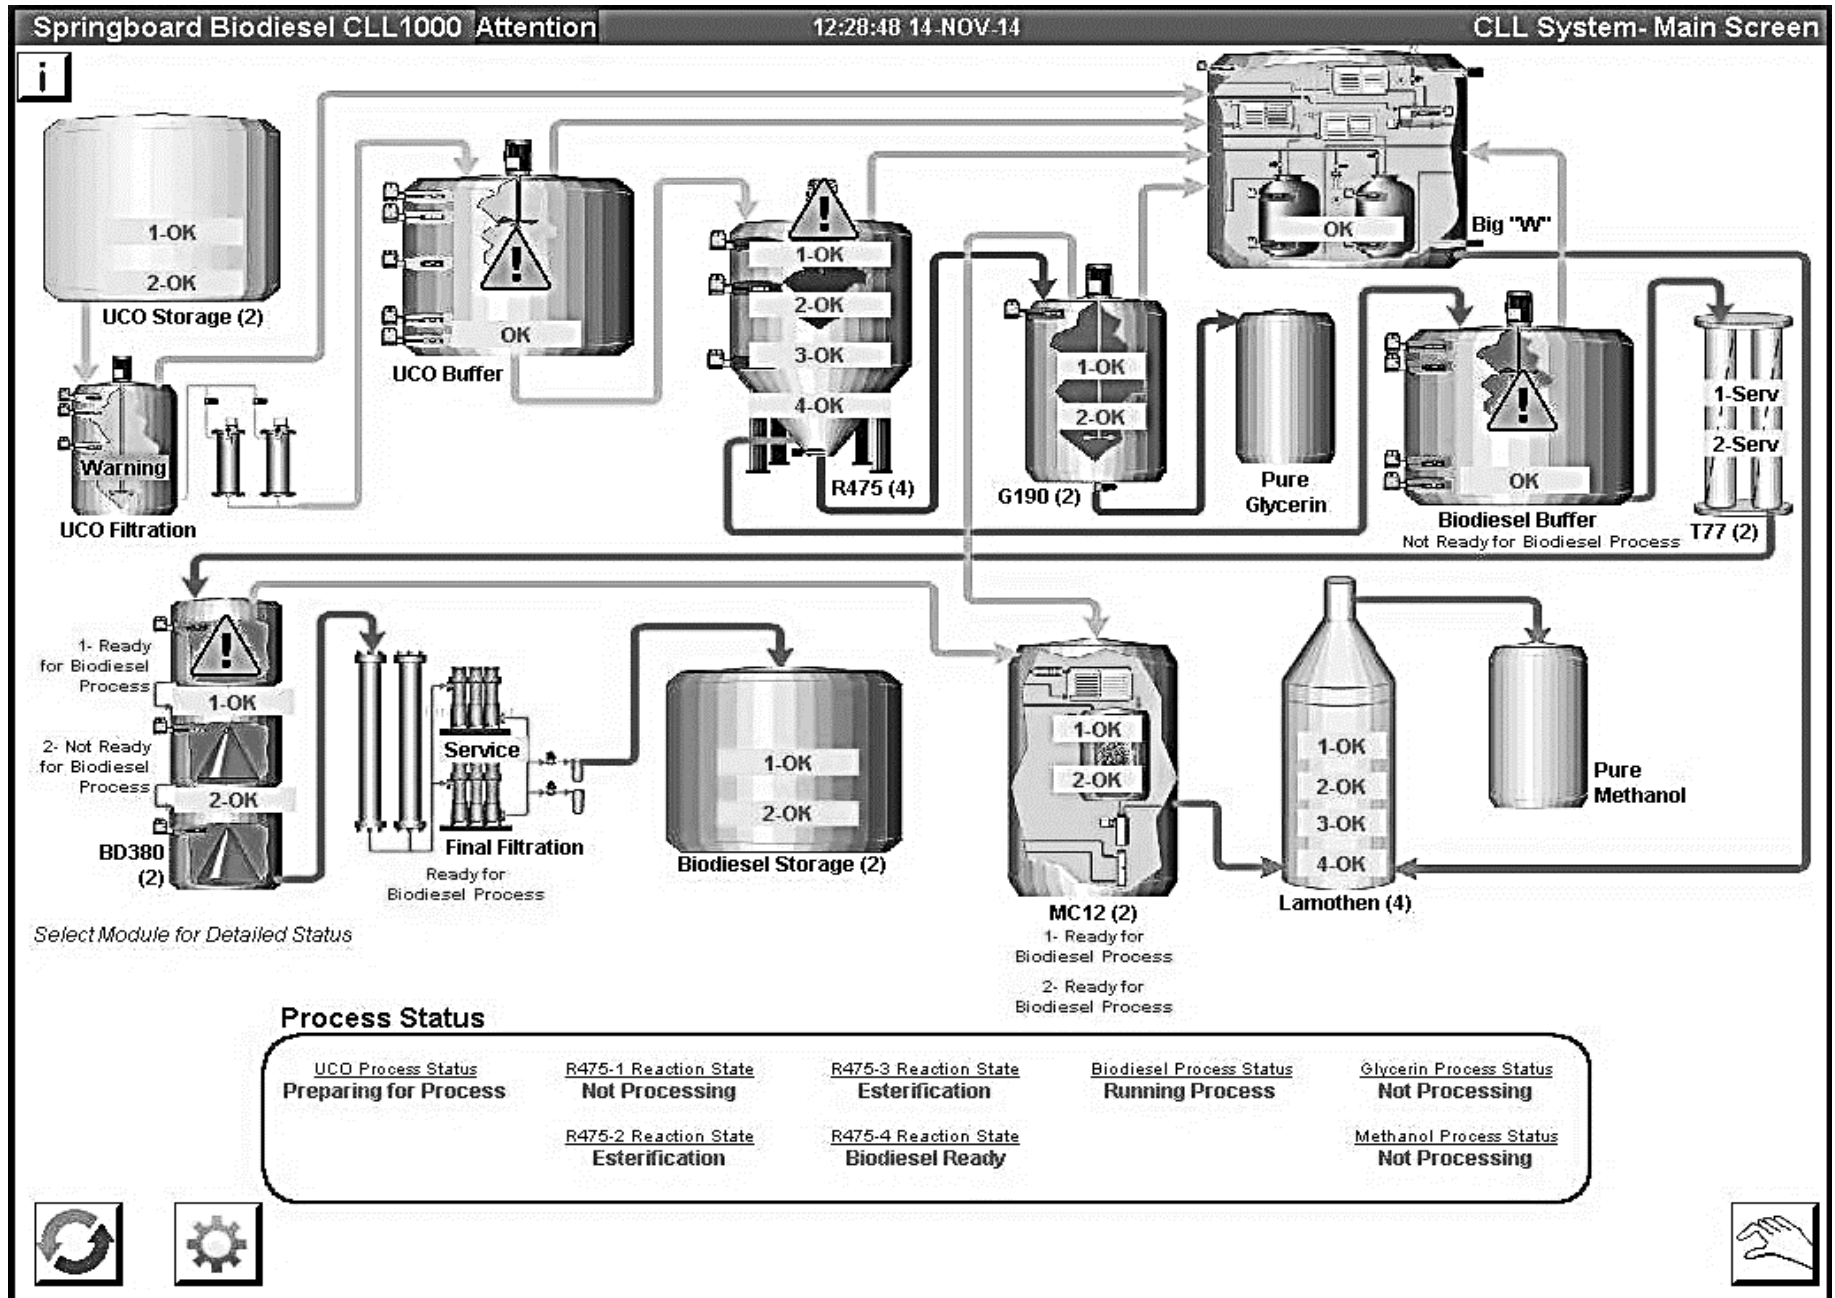 Springboard Biodiesel CLL1000 Attention 12:28:48 14-NOV-14 CLL System- Main Screen
i
1-OK
2-OK
UCO Storage (2)
Warning
UCO Filtration
!
OK
UCO Buffer
!
1-OK
2-OK
3-OK
4-OK
R475 (4)
1-OK
2-OK
G190 (2)
Pure
Glycerin
OK
Big "W"
!
OK
Biodiesel Buffer
Not Ready for Biodiesel Process
1-Serv
2-Serv
T77 (2)
1- Ready
for Biodiesel
Process
!
1-OK
2- Not Ready
for Biodiesel
Process
2-OK
BD380
(2)
Service
Final Filtration
Ready for
Biodiesel Process
1-OK
2-OK
Biodiesel Storage (2)
1-OK
2-OK
MC12 (2)
1- Ready for
Biodiesel Process
2- Ready for
Biodiesel Process
1-OK
2-OK
3-OK
4-OK
Lamothen (4)
Pure
Methanol
Select Module for Detailed Status
Process Status
UCO Process Status
Preparing for Process
R475-1 Reaction State
Not Processing
R475-2 Reaction State
Esterification
R475-3 Reaction State
Esterification
R475-4 Reaction State
Biodiesel Ready
Biodiesel Process Status
Running Process
Glycerin Process Status
Not Processing
Methanol Process Status
Not Processing